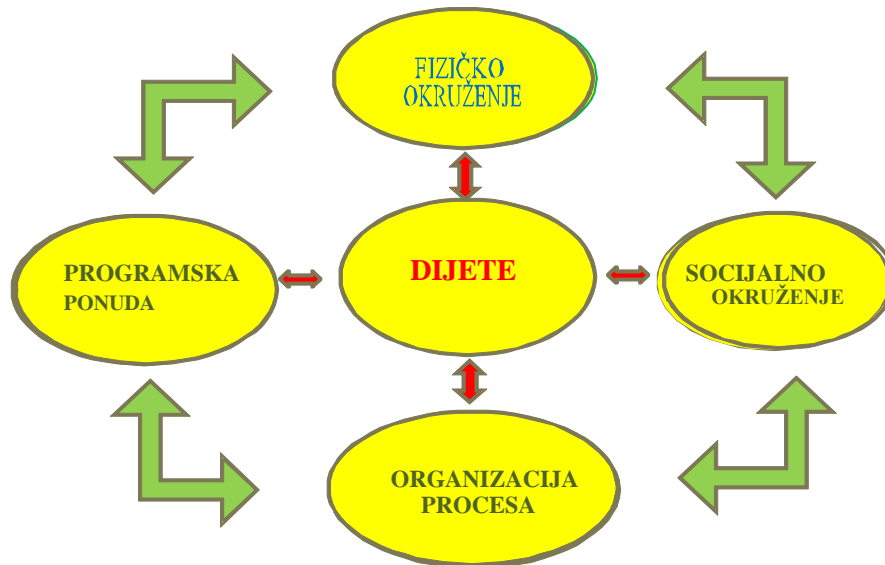 FIZIČKO
OKRUŽENJE
PROGRAMSKA
PONUDA
DIJETE
SOCIJALNO
OKRUŽENJE
ORGANIZACIJA
PROCESA